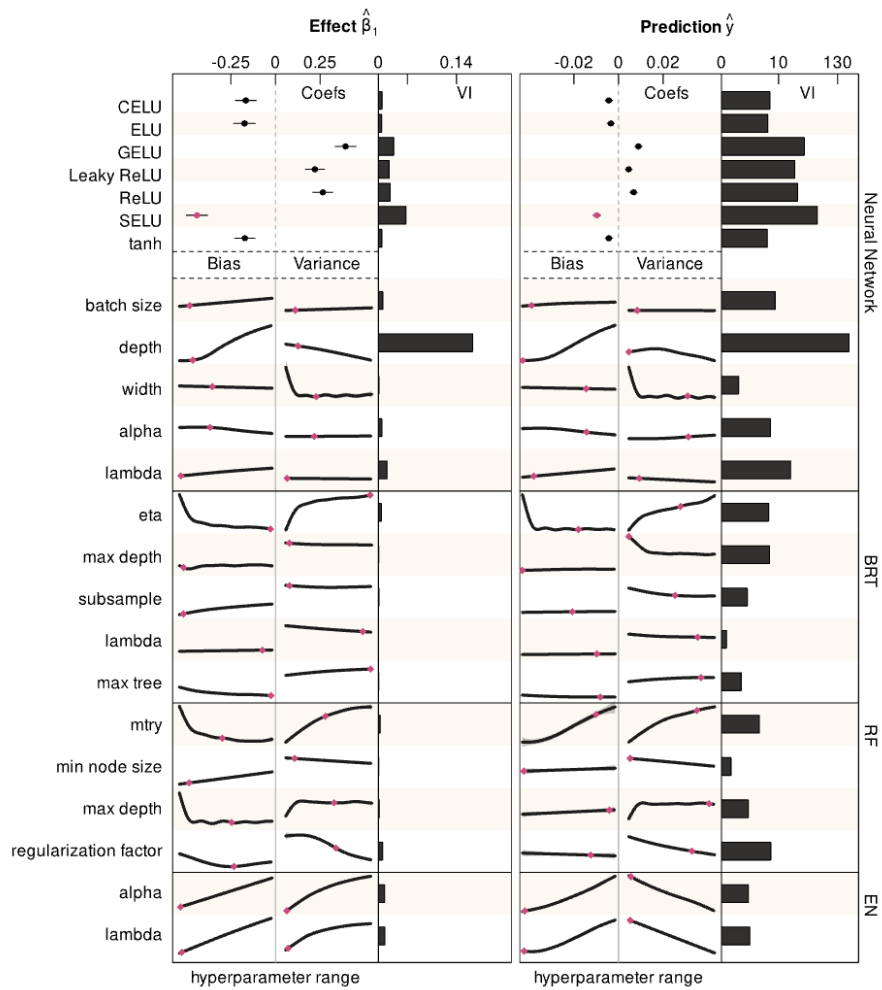 Effect β̂₁ Prediction ŷ
-0.25 0 0.25 0 0.14 -0.02 0 0.02 0 10 130
Coefs VI Coefs VI
CELU
ELU
GELU
Leaky ReLU
ReLU
SELU
tanh
Bias Variance Bias Variance
batch size
depth
width
alpha
lambda
Neural Network
eta
max depth
subsample
lambda
max tree
BRT
mtry
min node size
max depth
regularization factor
RF
alpha
lambda
EN
hyperparameter range hyperparameter range